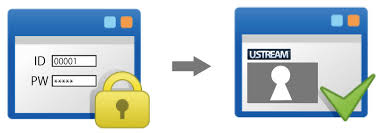 ID 00001
PW *****
USTREAM